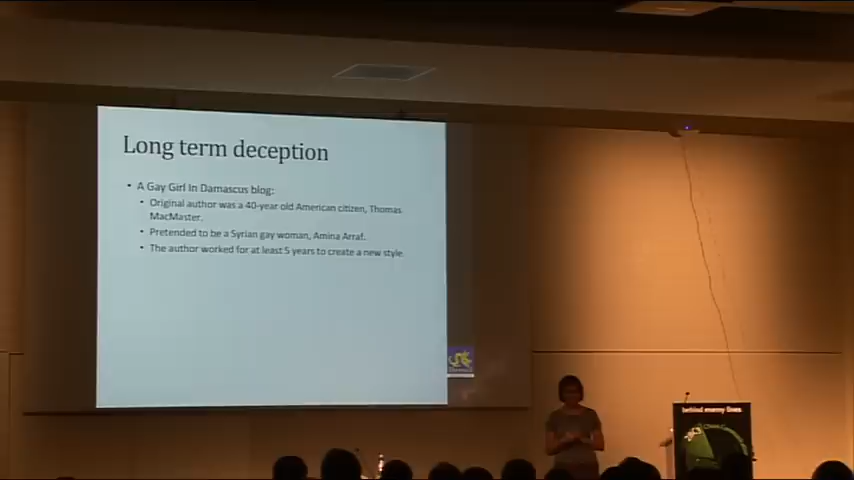 Long term deception
• A Gay Girl In Damascus blog:
• Original author was a 40-year old American citizen, Thomas
MacMaster.
• Pretended to be a Syrian gay woman, Amina Arraf.
• The author worked for at least 5 years to create a new style.
behind enemy lines